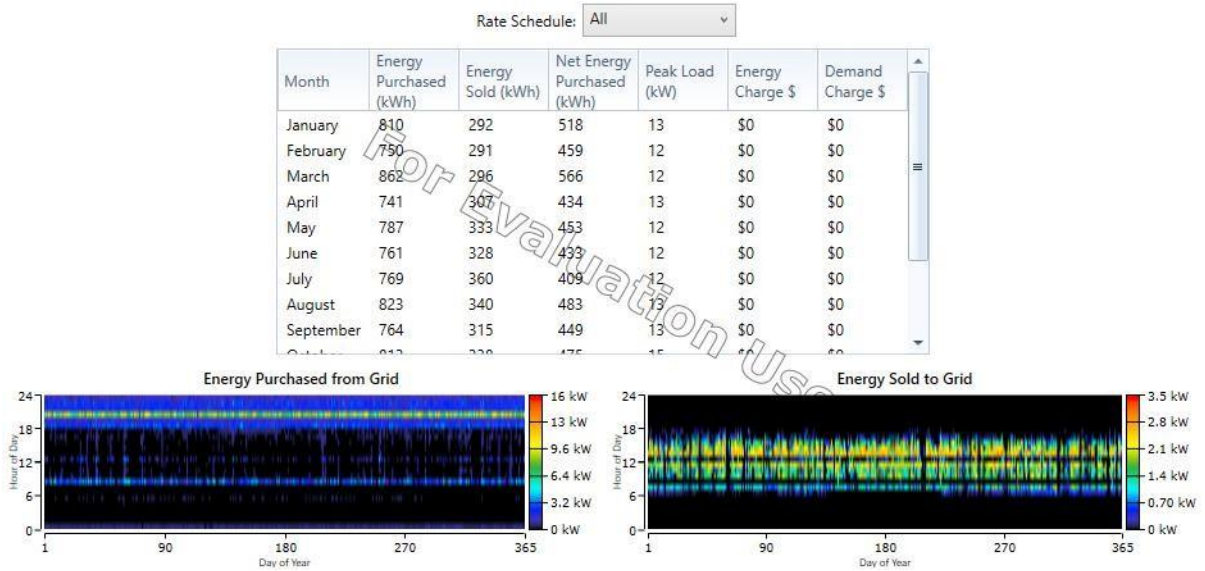 Rate Schedule: All
Month Energy Purchased (kWh) Energy Sold (kWh) Net Energy Purchased (kWh) Peak Load (kW) Energy Charge $ Demand Charge $
January 810 292 518 13 $0 $0
February 750 291 459 12 $0 $0
March 862 296 566 12 $0 $0
April 741 307 434 13 $0 $0
May 787 333 453 12 $0 $0
June 761 328 433 12 $0 $0
July 769 360 409 12 $0 $0
August 823 340 483 13 $0 $0
September 764 315 449 13 $0 $0
For Evaluation Use
Energy Purchased from Grid
24
18
12
6
0
Hour of Day
1 90 180 270 365
Day of Year
16 kW
13 kW
9.6 kW
6.4 kW
3.2 kW
0 kW
Energy Sold to Grid
24
18
12
6
0
Hour of Day
1 90 180 270 365
Day of Year
3.5 kW
2.8 kW
2.1 kW
1.4 kW
0.70 kW
0 kW